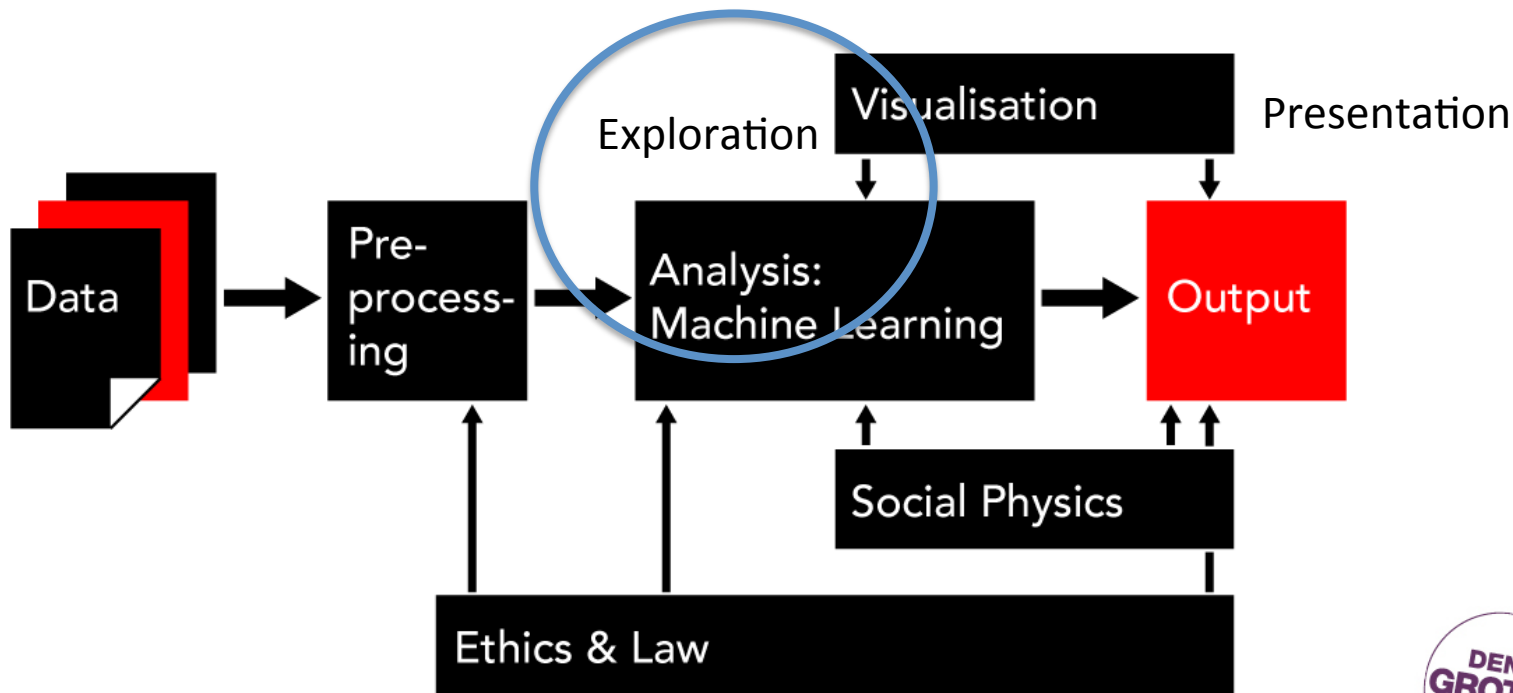 Exploration
Visualisation
Presentation
Data
Pre-
process-
ing
Analysis:
Machine Learning
Output
Social Physics
Ethics & Law